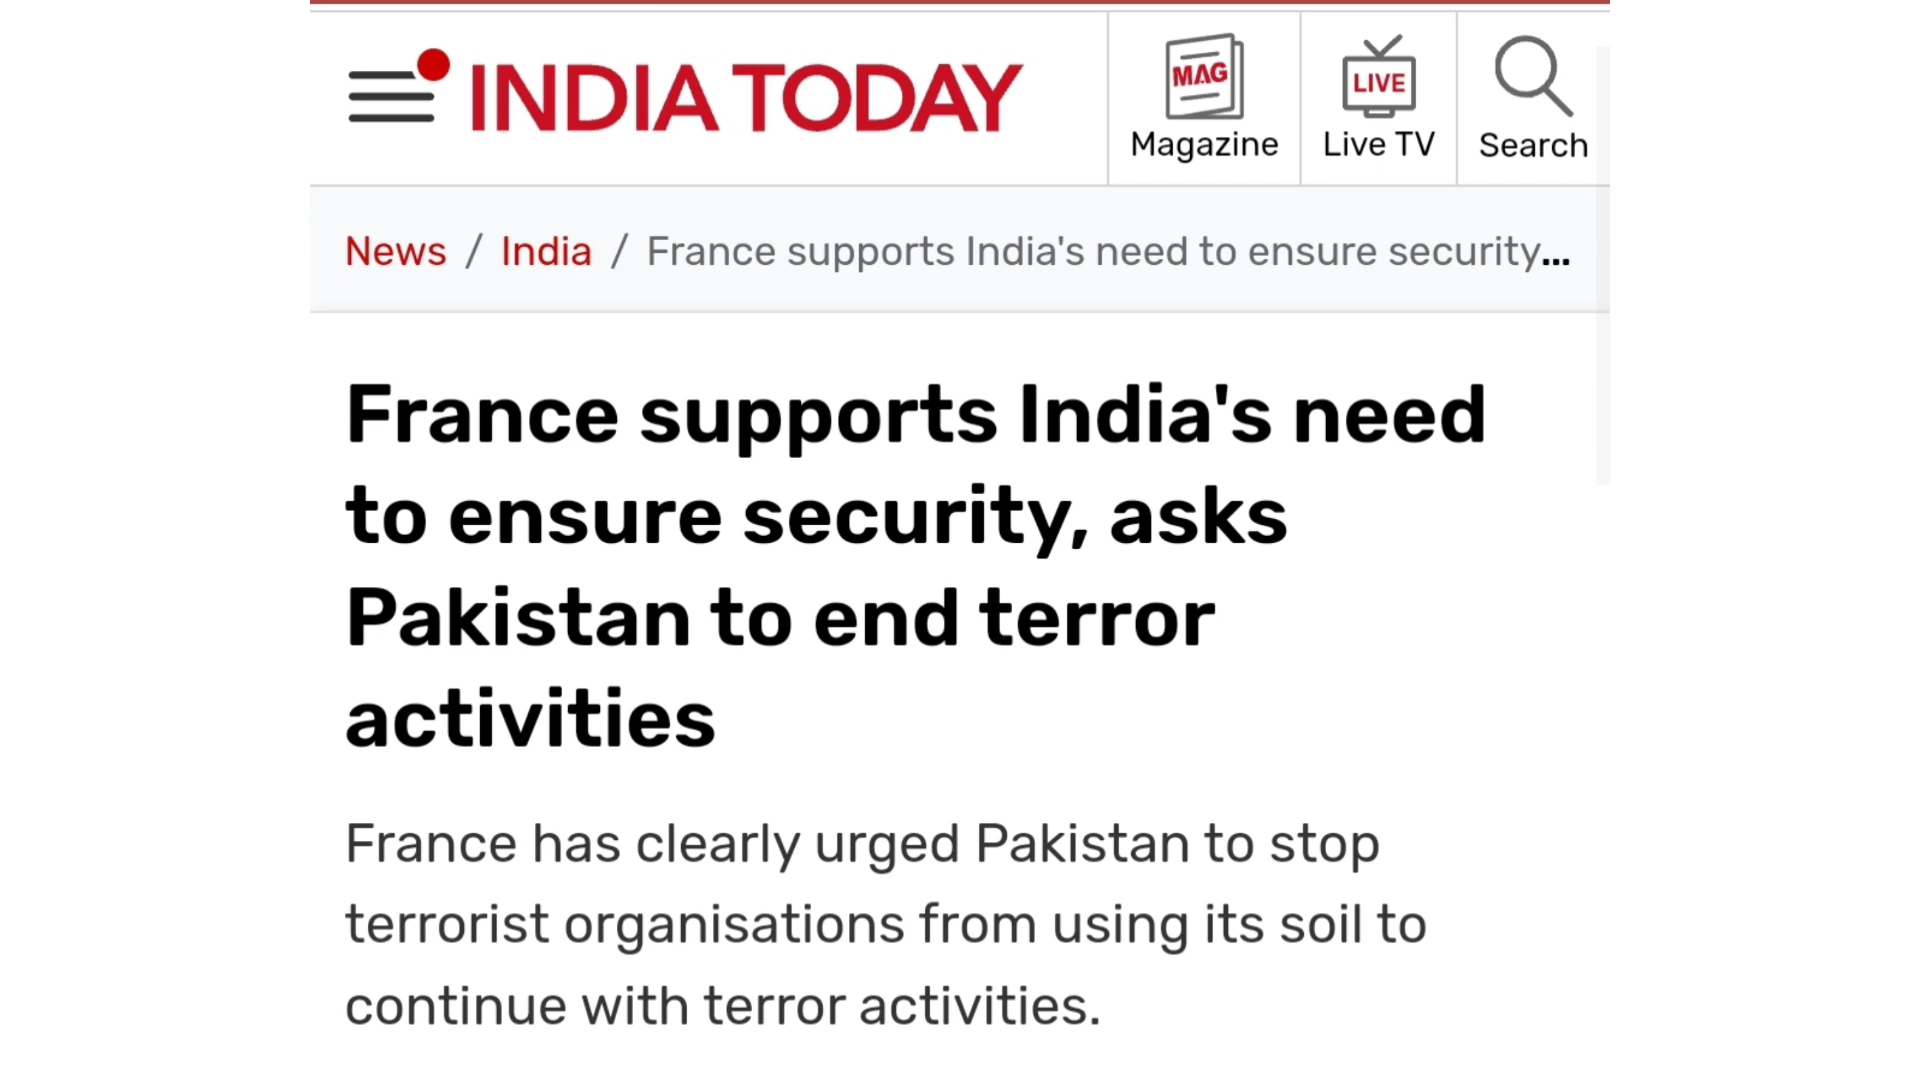 INDIA TODAY
MAG
Magazine
LIVE
Live TV
Search
News / India / France supports India's need to ensure security...
France supports India's need
to ensure security, asks
Pakistan to end terror
activities
France has clearly urged Pakistan to stop
terrorist organisations from using its soil to
continue with terror activities.